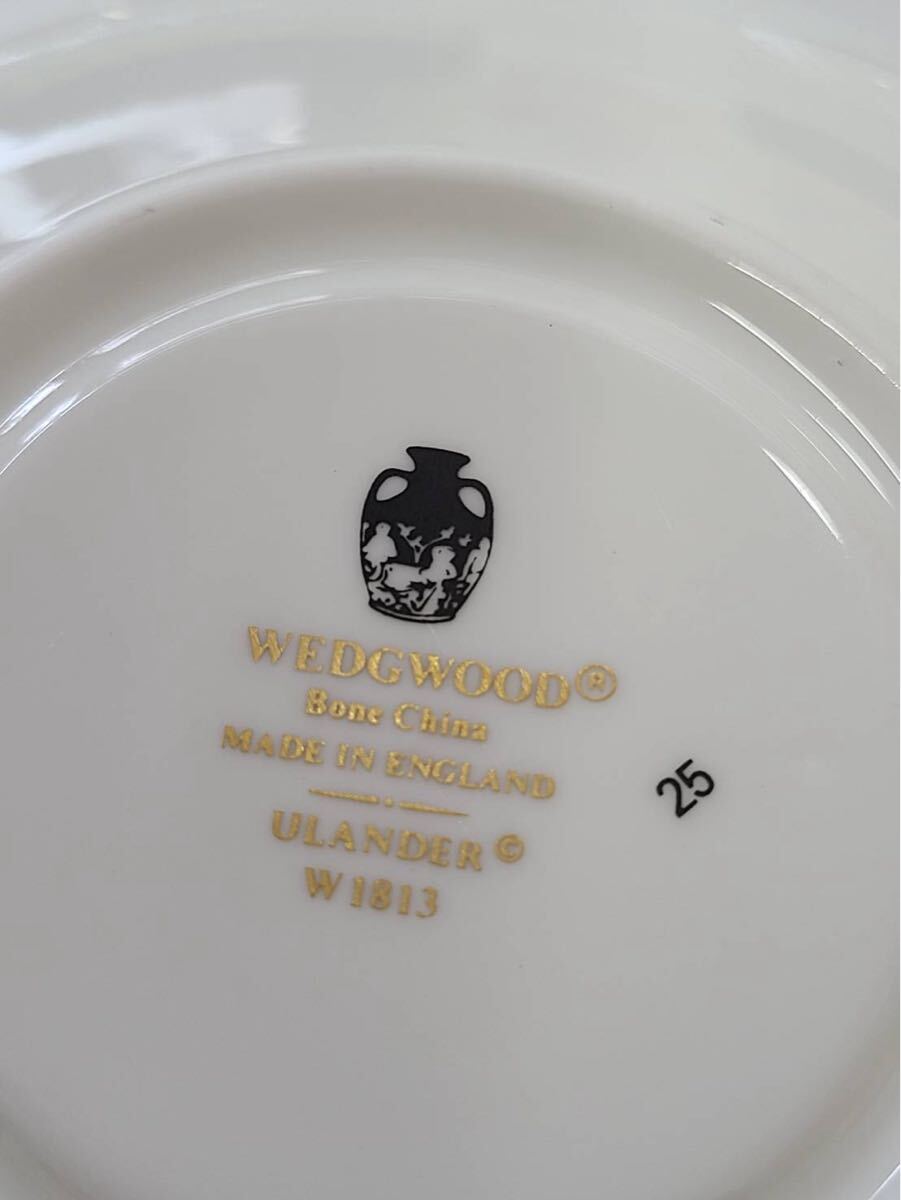 WEDGWOOD®
Bone China
MADE IN ENGLAND
ULANDER©
W1813
25